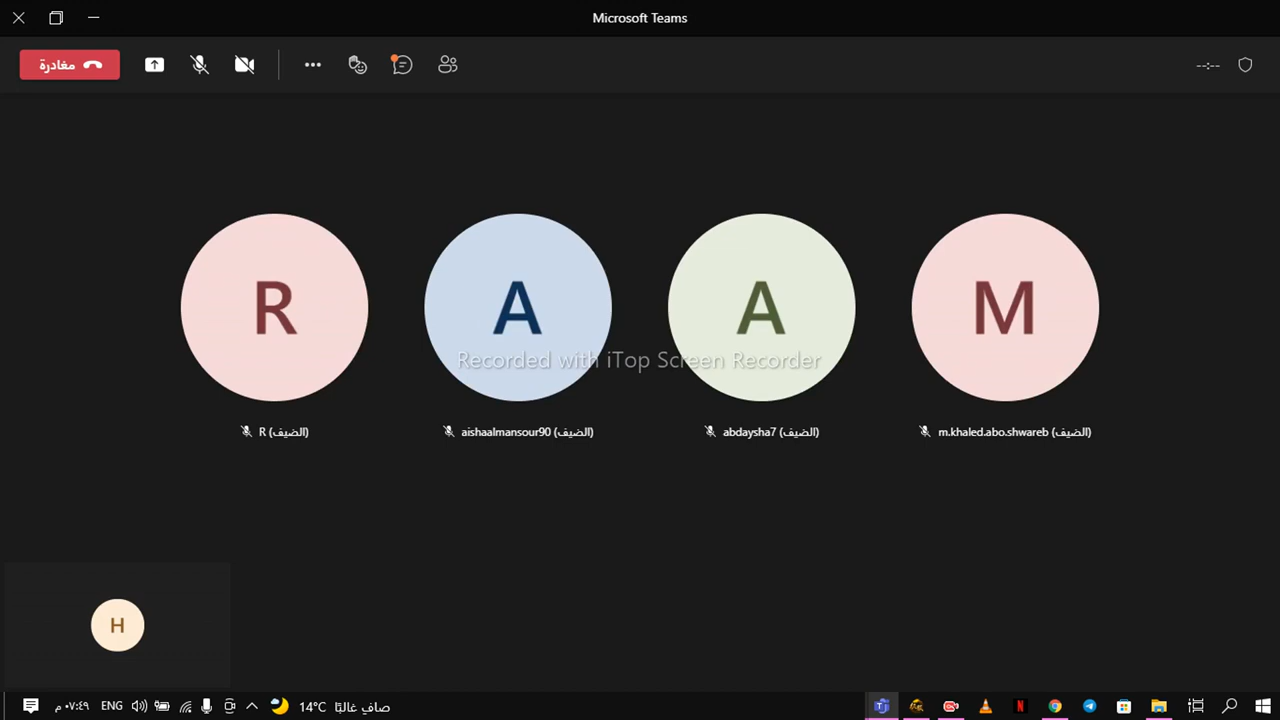 Microsoft Teams
مغادرة
--:--
R
A
A
M
Recorded with iTop Screen Recorder
R (الضيف)
aishaalmansour90 (الضيف)
abdaysha7 (الضيف)
m.khaled.abo.shwareb (الضيف)
H
٠٧:٤٩ م
ENG
14°C
صافي غالبًا